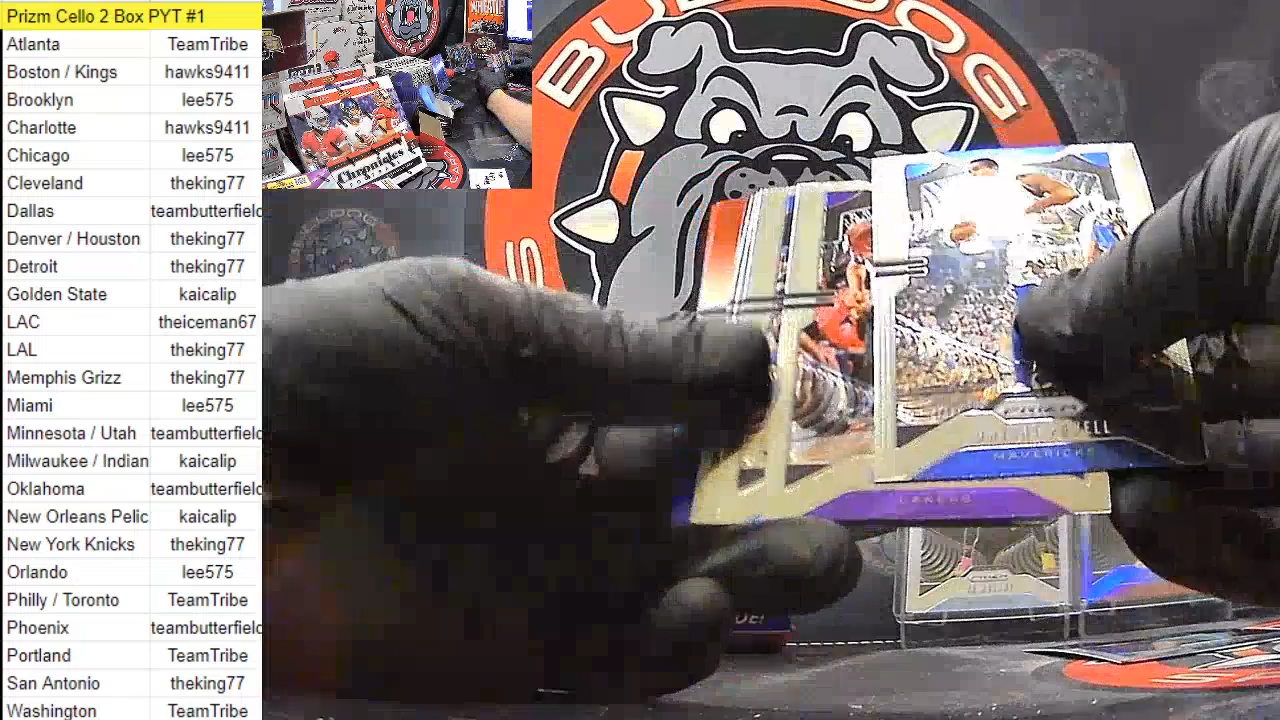 Prizm Cello 2 Box PYT #1
Atlanta TeamTribe
Boston / Kings hawks9411
Brooklyn lee575
Charlotte hawks9411
Chicago lee575
Cleveland theking77
Dallas teambutterfield
Denver / Houston theking77
Detroit theking77
Golden State kaicalip
LAC theiceman67
LAL theking77
Memphis Grizz theking77
Miami lee575
Minnesota / Utah teambutterfield
Milwaukee / Indian kaicalip
Oklahoma teambutterfield
New Orleans Pelic kaicalip
New York Knicks theking77
Orlando lee575
Philly / Toronto TeamTribe
Phoenix teambutterfield
Portland TeamTribe
San Antonio theking77
Washington TeamTribe
Chronicles
BULLDOG
S
MAVERICKS
LAKERS